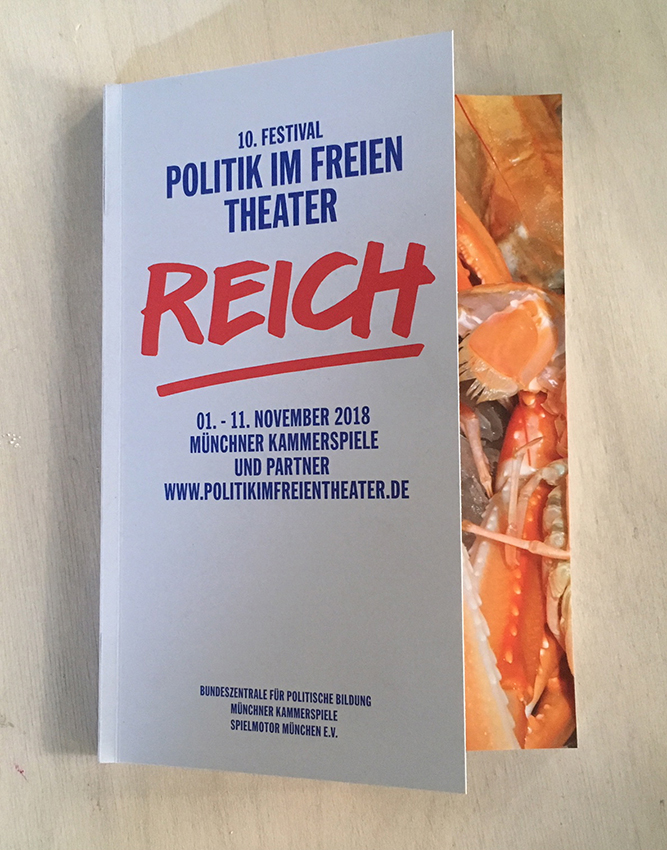 10. FESTIVAL
POLITIK IM FREIEN
THEATER
REICH
01. - 11. NOVEMBER 2018
MÜNCHNER KAMMERSPIELE
UND PARTNER
WWW.POLITIKIMFREIENTHEATER.DE
BUNDESZENTRALE FÜR POLITISCHE BILDUNG
MÜNCHNER KAMMERSPIELE
SPIELMOTOR MÜNCHEN E.V.